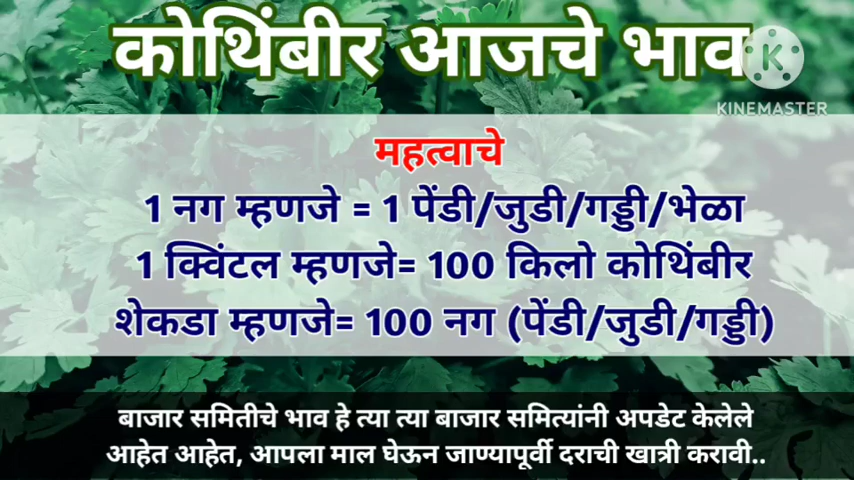 कोथिंबीर आजचे भाव
KINEMASTER
महत्वाचे
1 नग म्हणजे = 1 पेंडी/जुडी/गड्डी/भेळा
1 क्विंटल म्हणजे= 100 किलो कोथिंबीर
शेकडा म्हणजे= 100 नग (पेंडी/जुडी/गड्डी)
बाजार समितीचे भाव हे त्या त्या बाजार समित्यांनी अपडेट केलेले
आहेत आहेत, आपला माल घेऊन जाण्यापूर्वी दराची खात्री करावी..